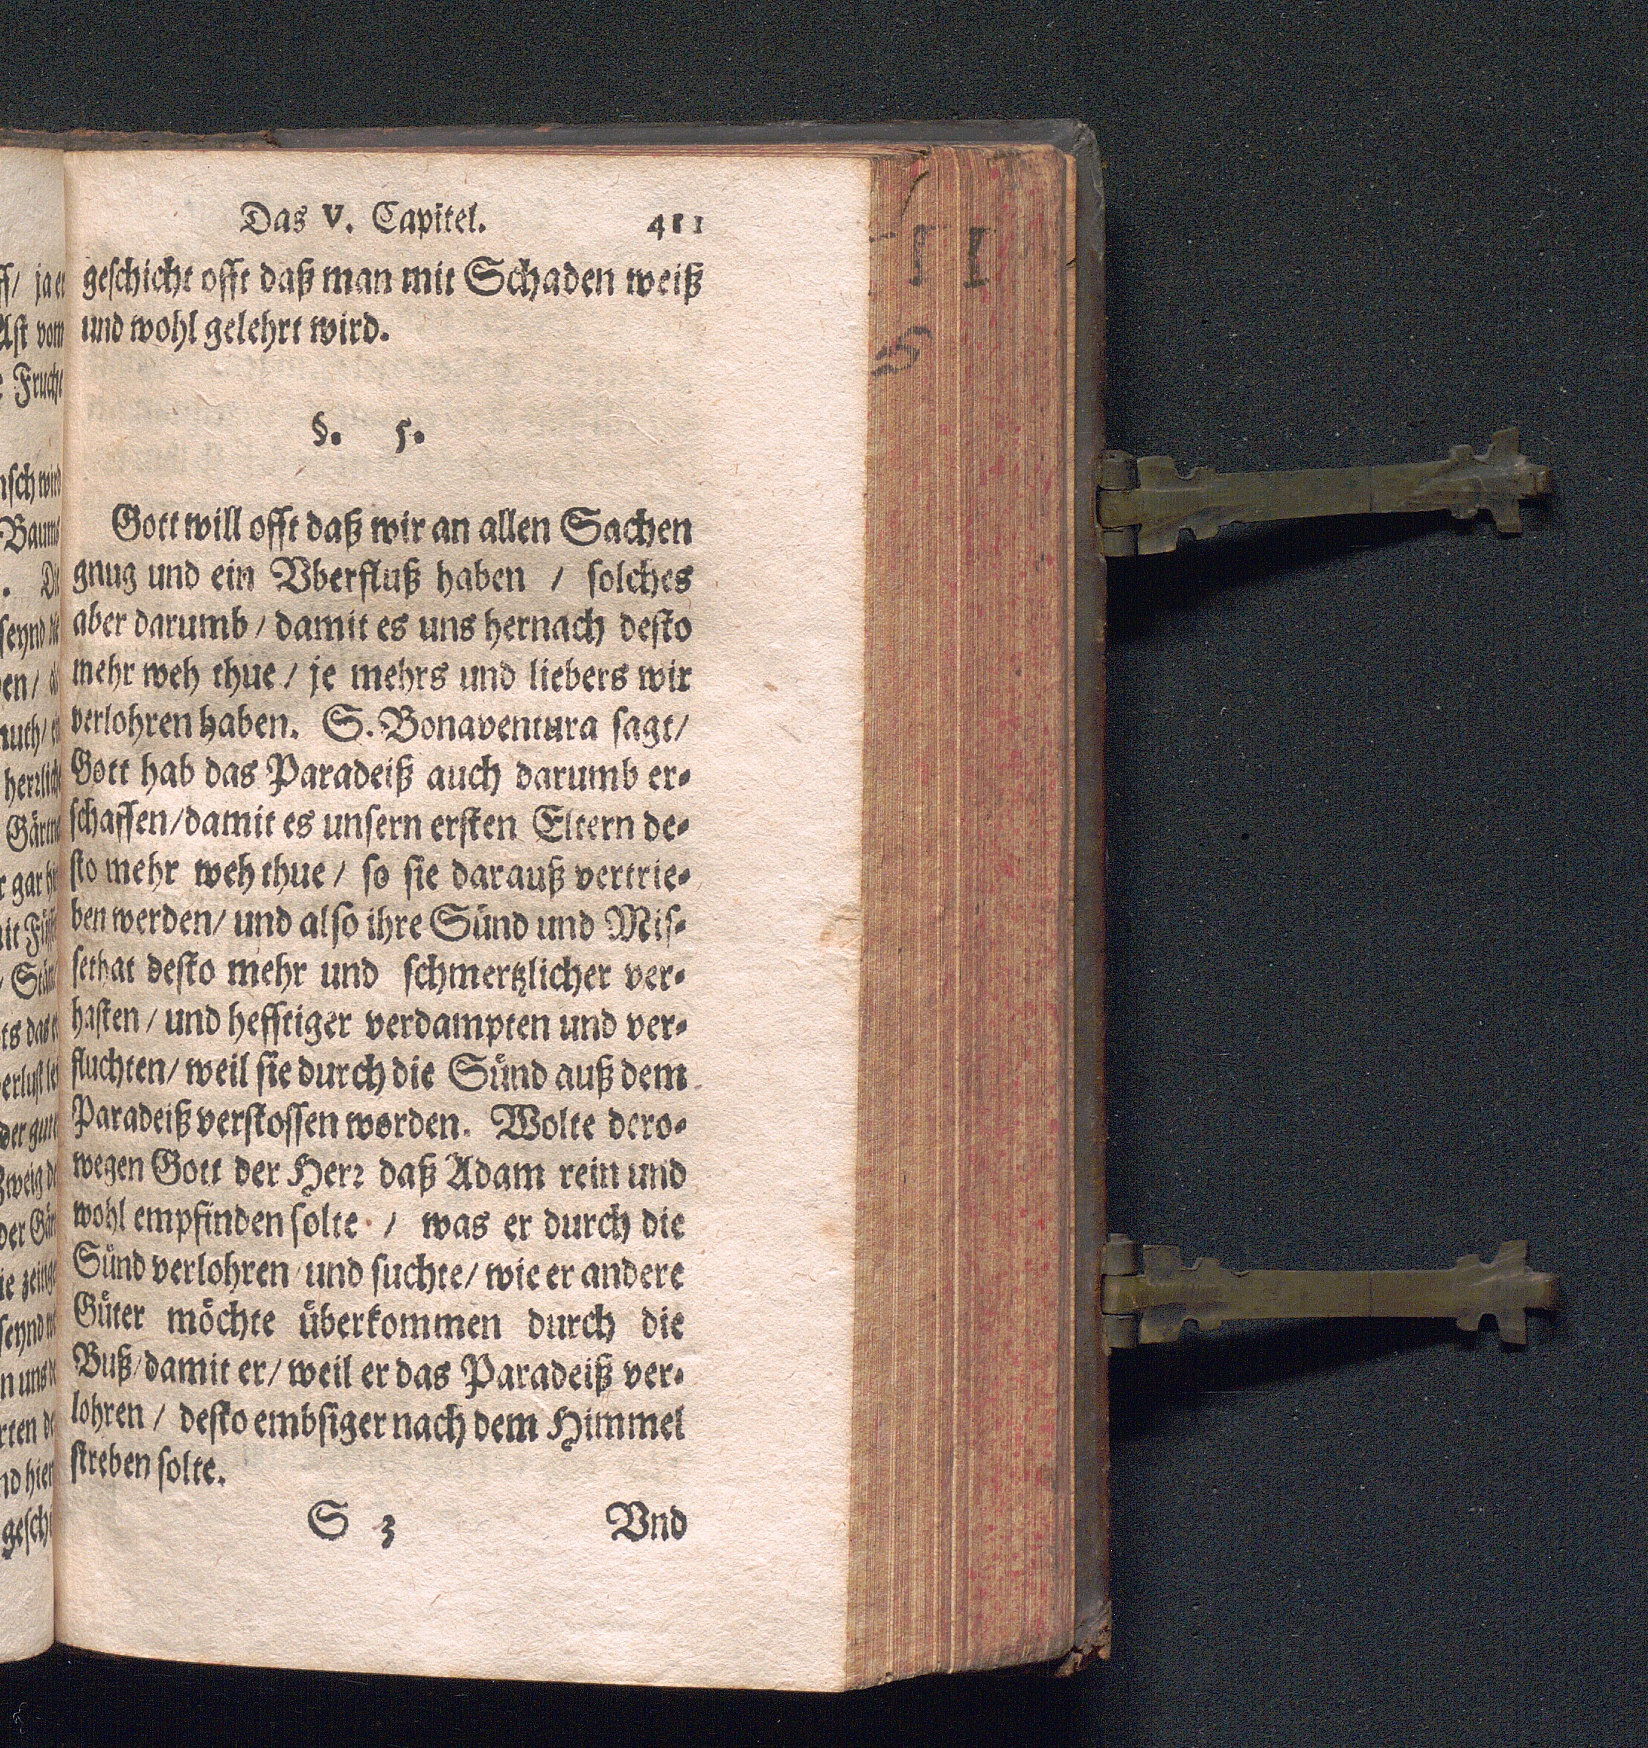 Das V. Capitel. 411
geschicht offt daß man mit Schaden weiß
und wohl gelehrt wird.
§. 5.
Gott will offt daß wir an allen Sachen
gnug und ein Vberfluß haben / solches
aber darumb / damit es uns hernach desto
mehr weh thue / je mehrs und liebers wir
verlohren haben. S. Bonaventura sagt /
Gott hab das Paradeiß auch darumb er-
schaffen / damit es unsern ersten Eltern de-
sto mehr weh thue / so sie darauß vertrie-
ben werden / und also ihre Sünd und Mis-
sethat desto mehr und schmertzlicher ver-
hasten / und hefftiger verdampten und ver-
fluchten / weil sie durch die Sünd auß dem
Paradeiß verstossen worden. Wolte dero-
wegen Gott der Herr daß Adam rein und
wohl empfinden solte / was er durch die
Sünd verlohren / und suchte / wie er andere
Güter möchte überkommen durch die
Buß / damit er / weil er das Paradeiß ver-
lohren / desto embsiger nach dem Himmel
streben solte.
S 3 Vnd